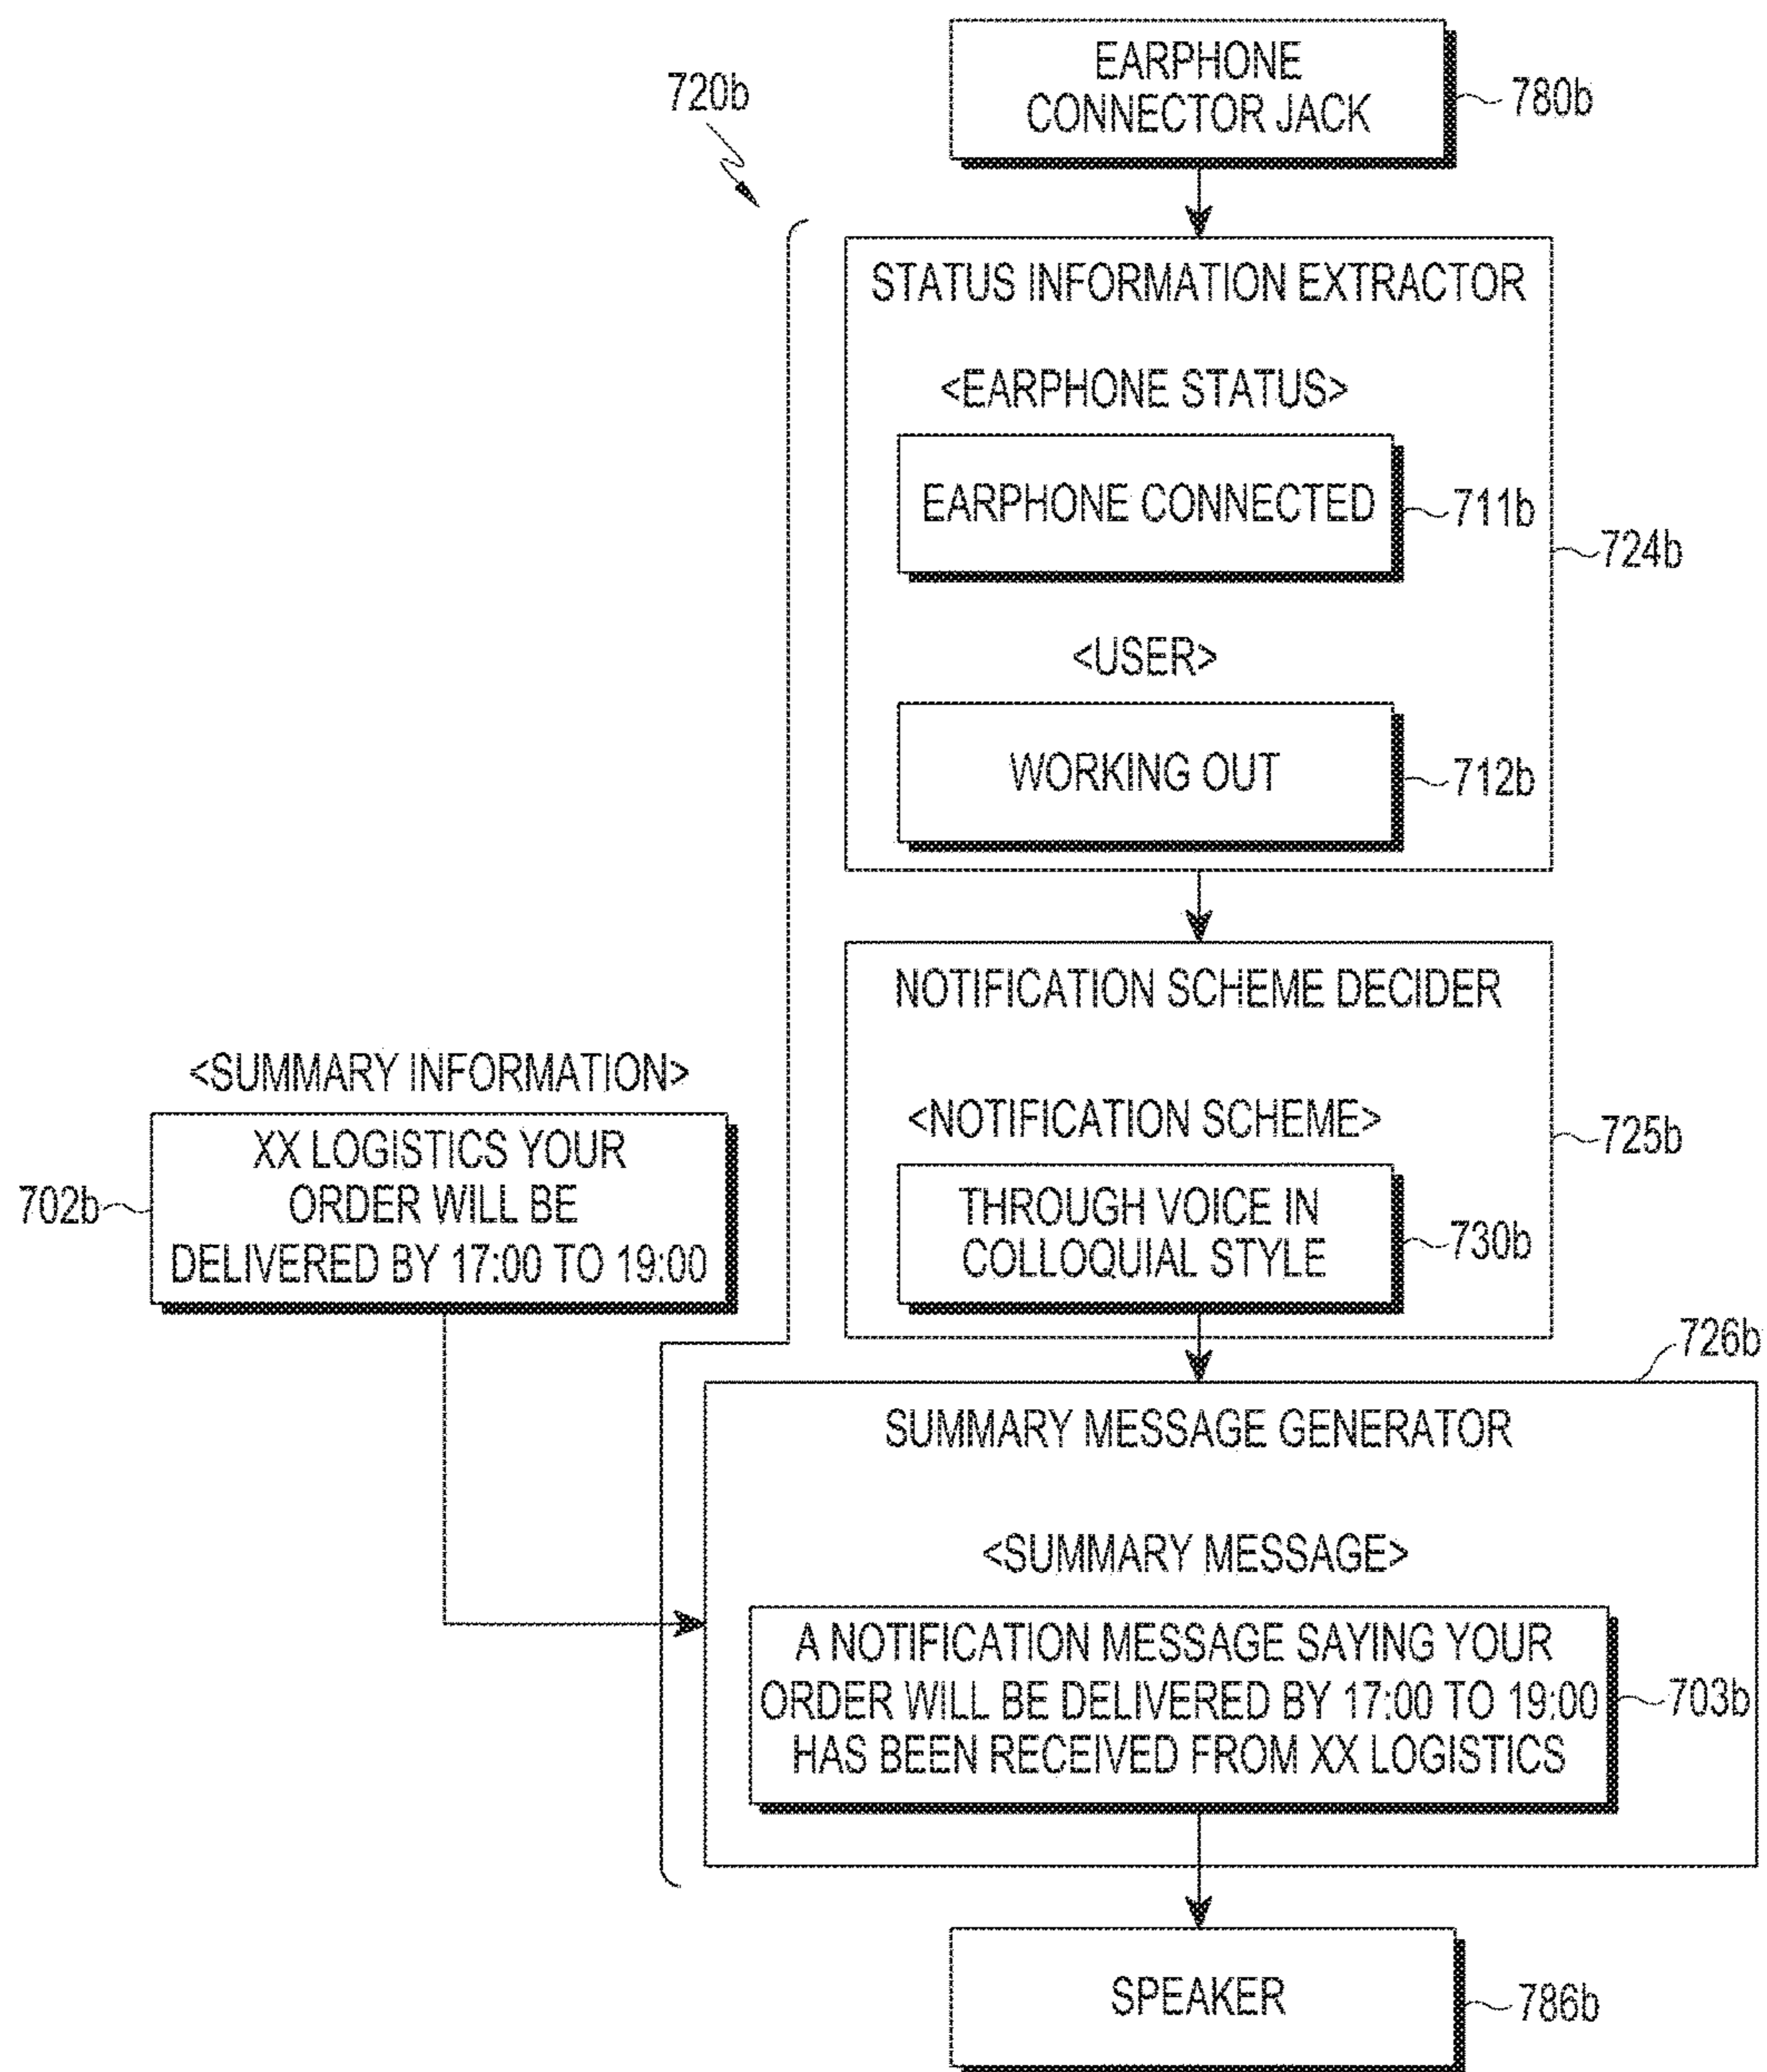 EARPHONE
CONNECTOR JACK
780b
720b
STATUS INFORMATION EXTRACTOR
<EARPHONE STATUS>
EARPHONE CONNECTED
711b
724b
<USER>
WORKING OUT
712b
NOTIFICATION SCHEME DECIDER
<NOTIFICATION SCHEME>
THROUGH VOICE IN
COLLOQUIAL STYLE
730b
725b
<SUMMARY INFORMATION>
XX LOGISTICS YOUR
ORDER WILL BE
DELIVERED BY 17:00 TO 19:00
702b
726b
SUMMARY MESSAGE GENERATOR
<SUMMARY MESSAGE>
A NOTIFICATION MESSAGE SAYING YOUR
ORDER WILL BE DELIVERED BY 17:00 TO 19:00
HAS BEEN RECEIVED FROM XX LOGISTICS
703b
SPEAKER
786b